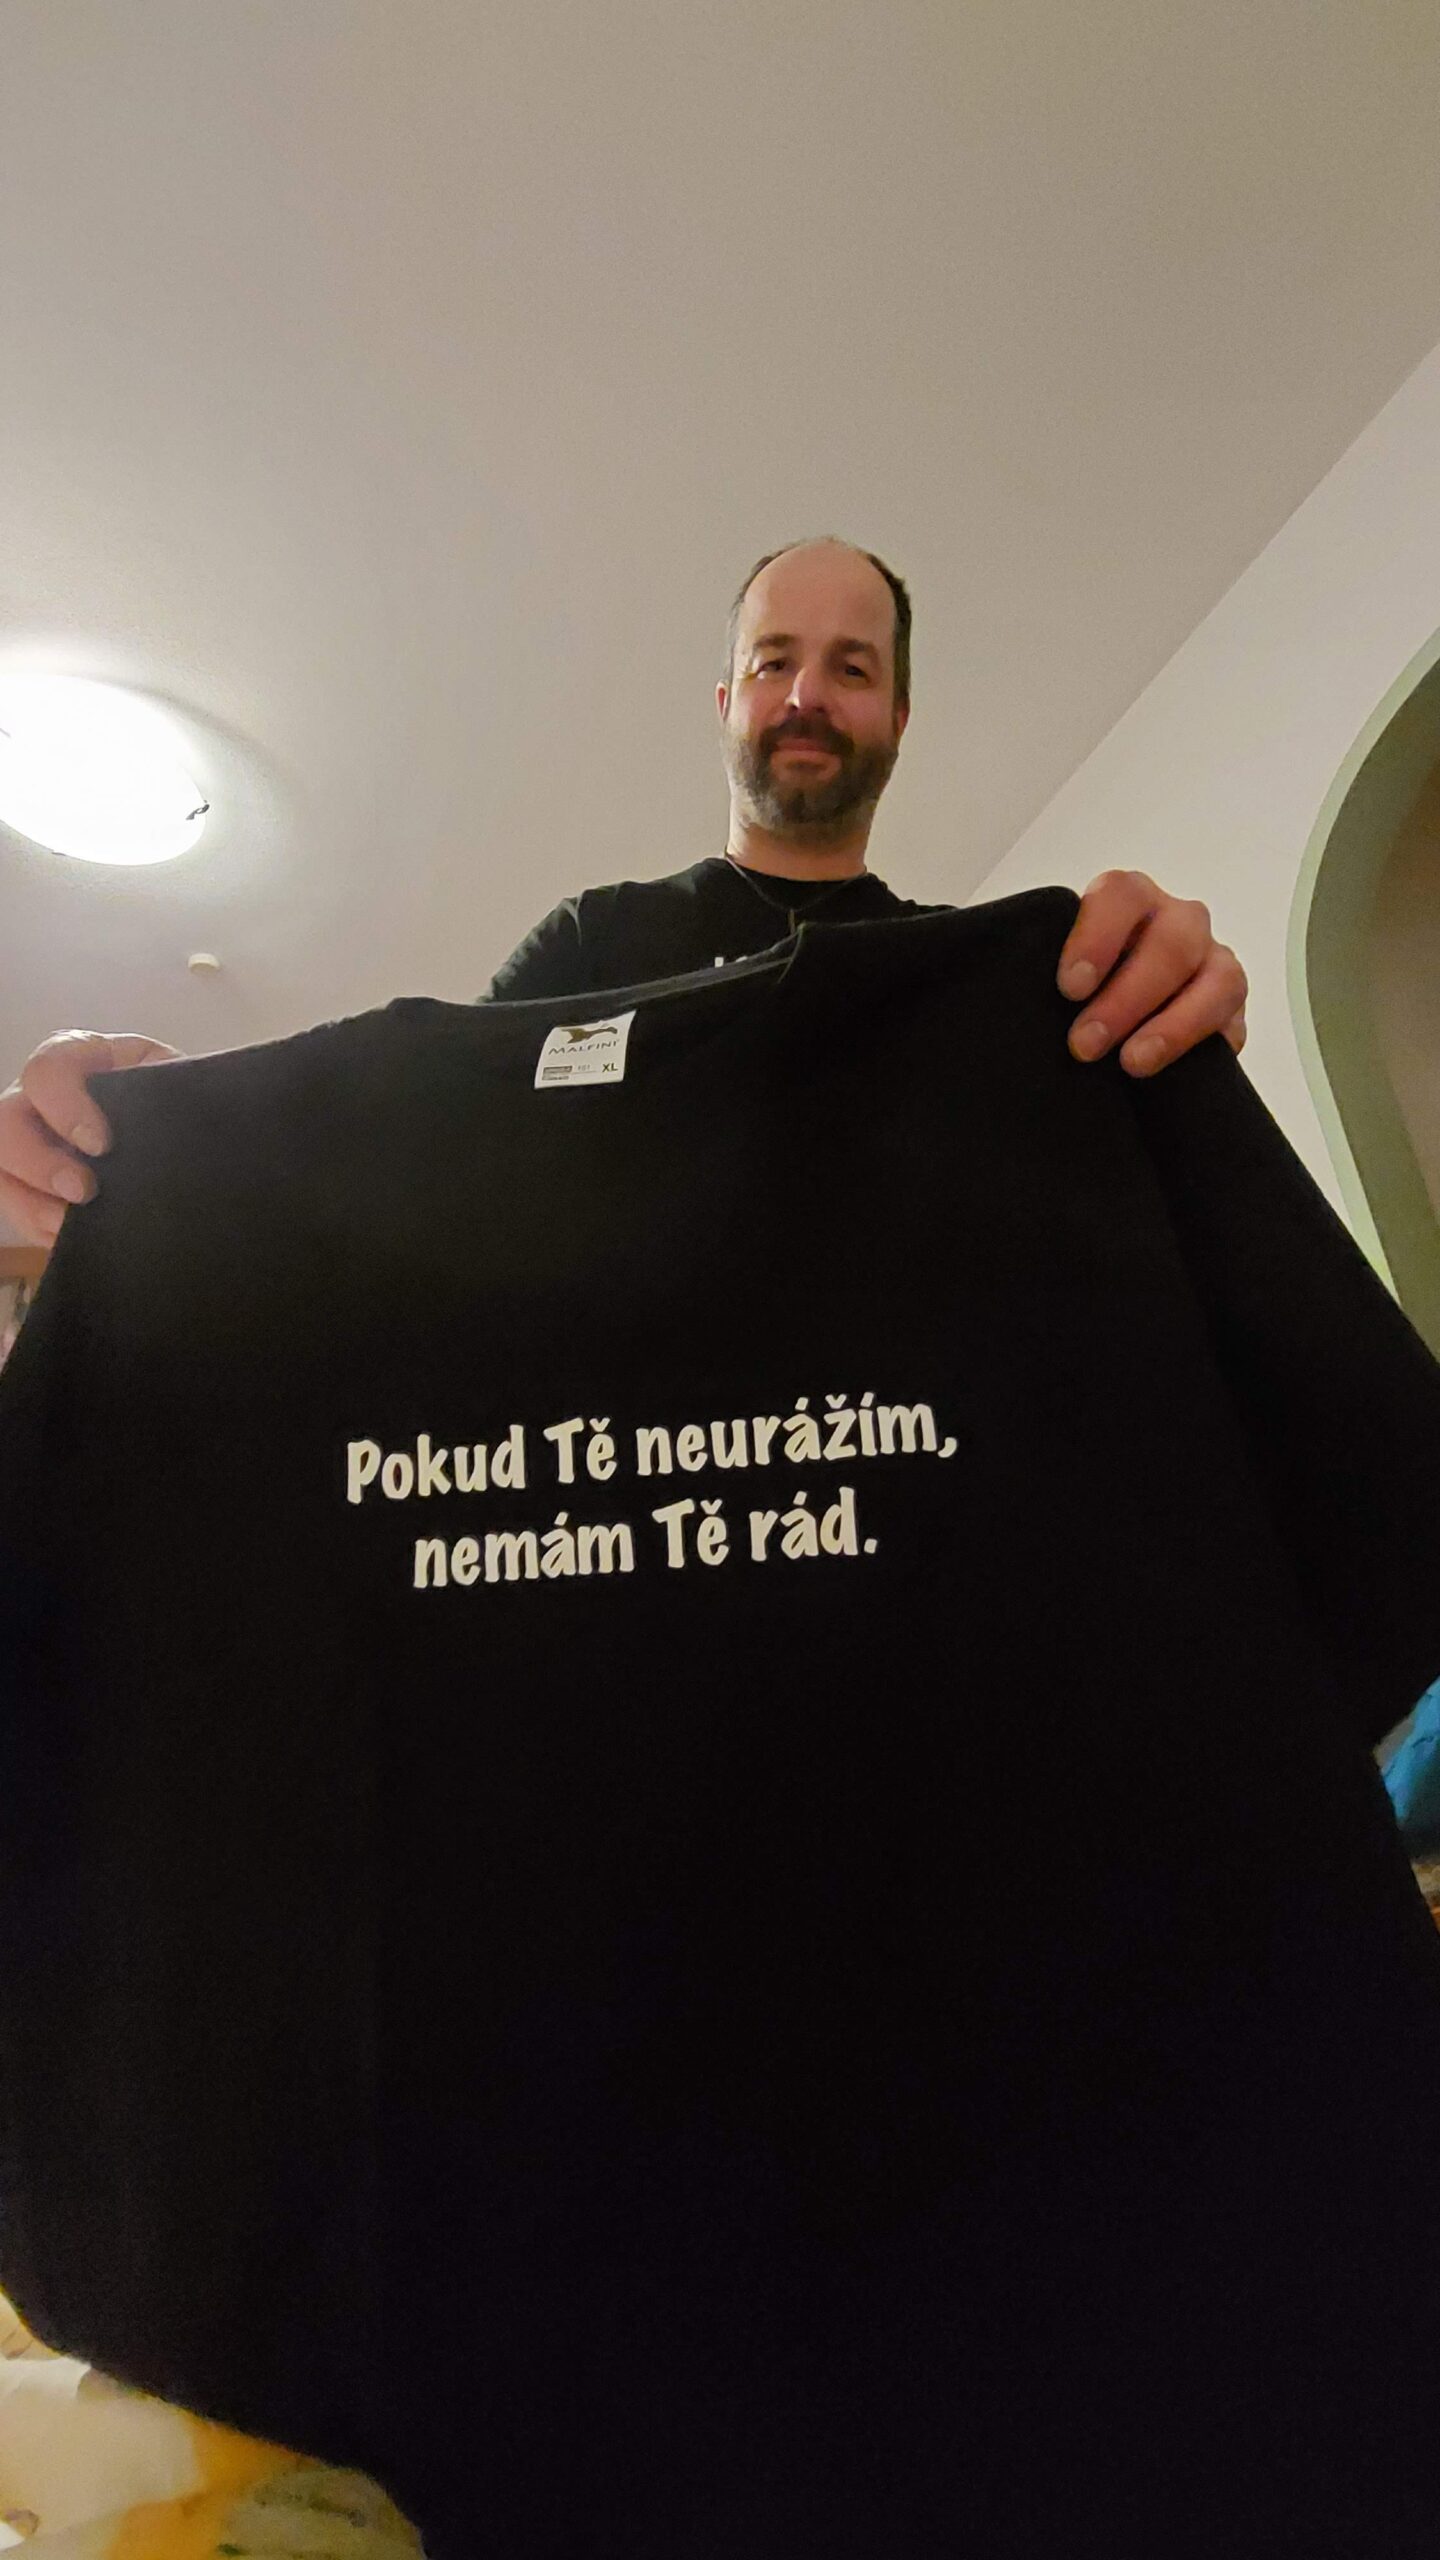 MALFINI
XL
Pokud Tě neurážím,
nemám Tě rád.